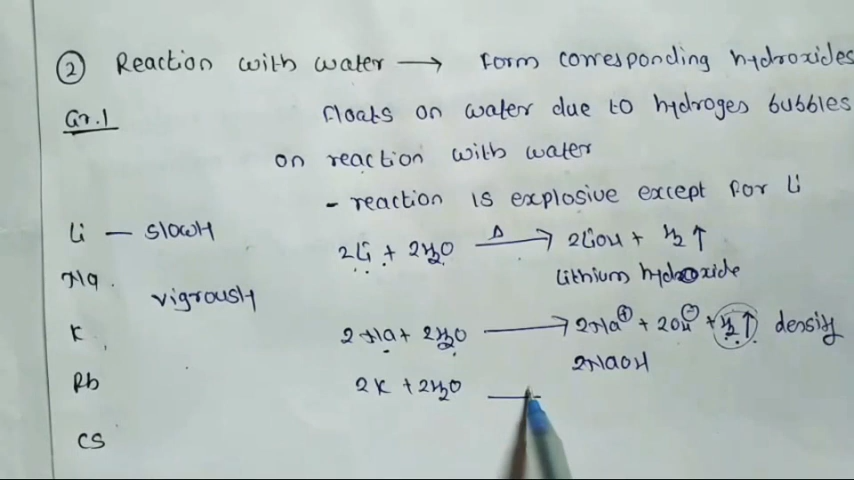 ② Reaction with water → form corresponding hydroxides
Gr.1 Floats on water due to hydroges bubbles
on reaction with water
- reaction is explosive except for Li
Li — slowly
2Li + 2H₂O —Δ→ 2LiOH + H₂↑
Lithium hydroxide
Na
vigrously
K 2Na + 2H₂O → 2Na⊕ + 2OH⊖ + H₂↑ density
2NaOH
Rb 2K + 2H₂O —
Cs